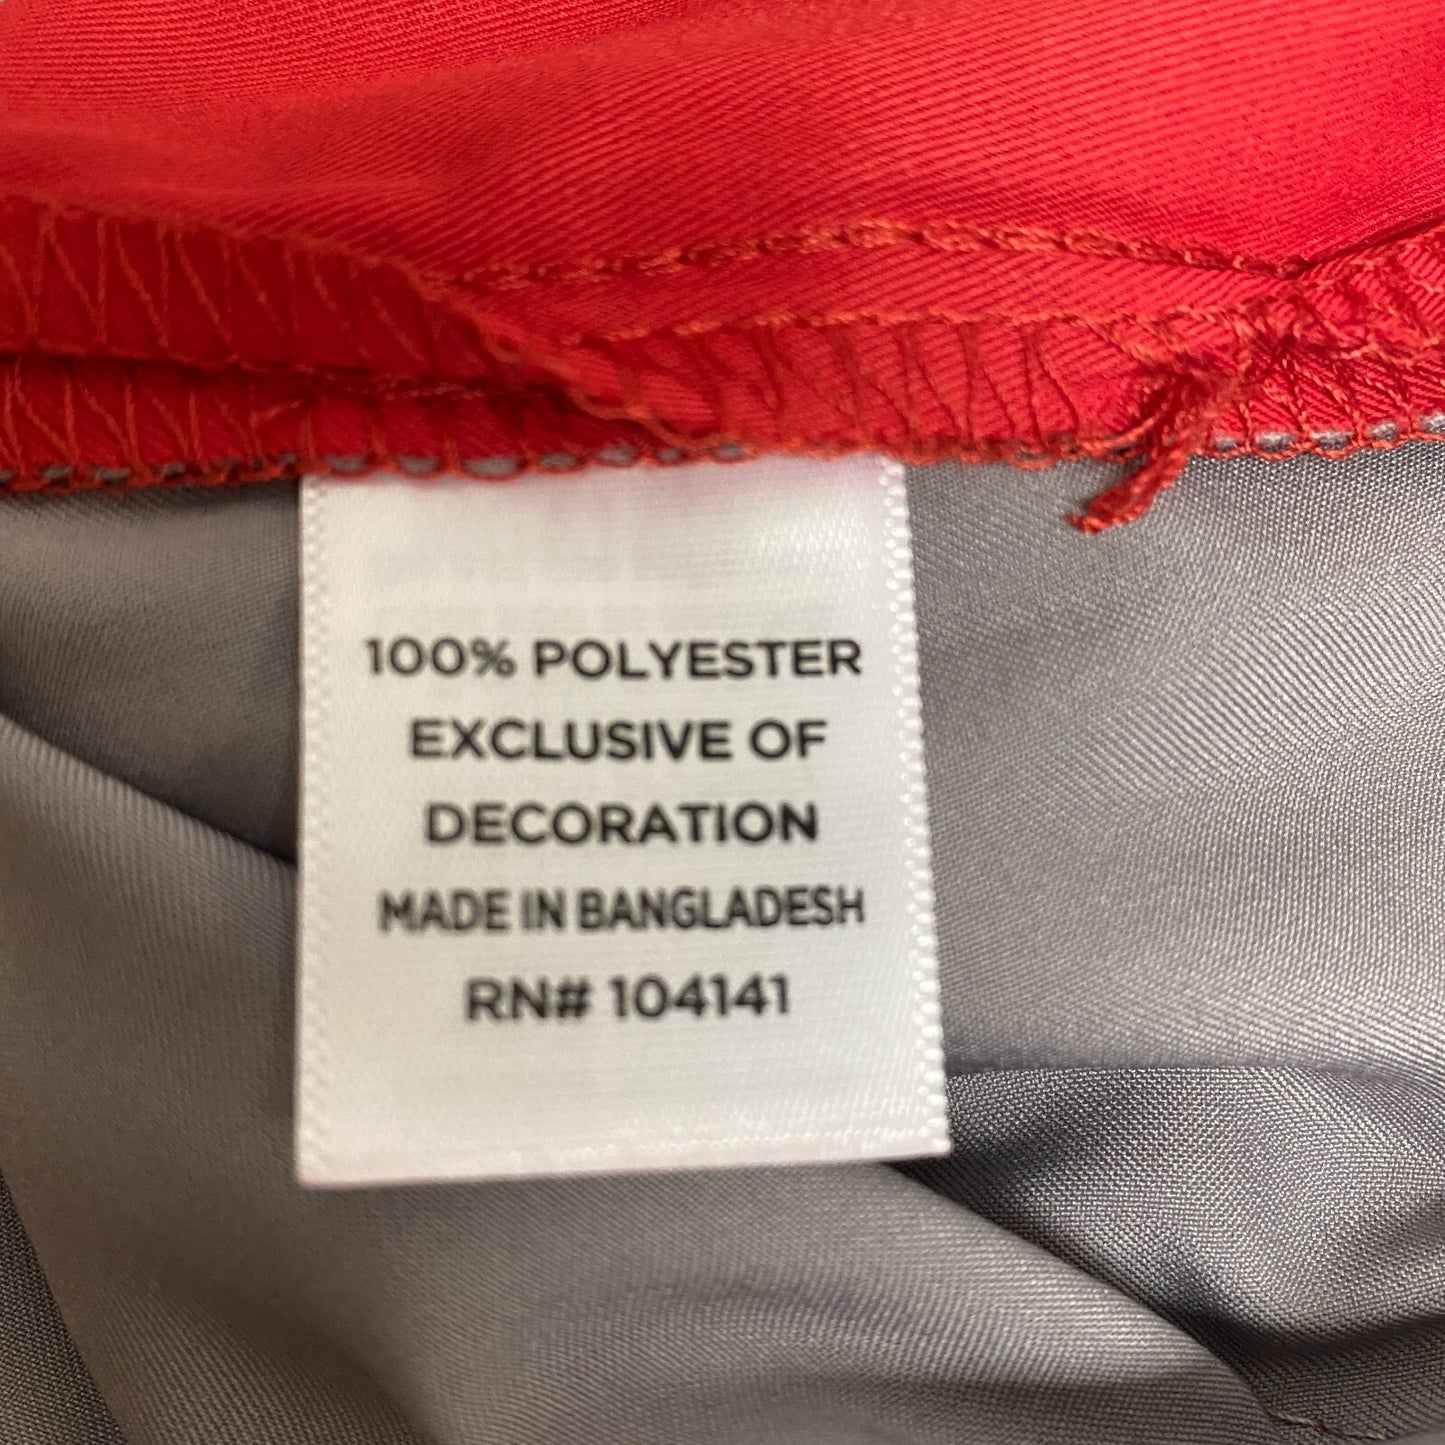 100% POLYESTER
EXCLUSIVE OF
DECORATION
MADE IN BANGLADESH
RN# 104141